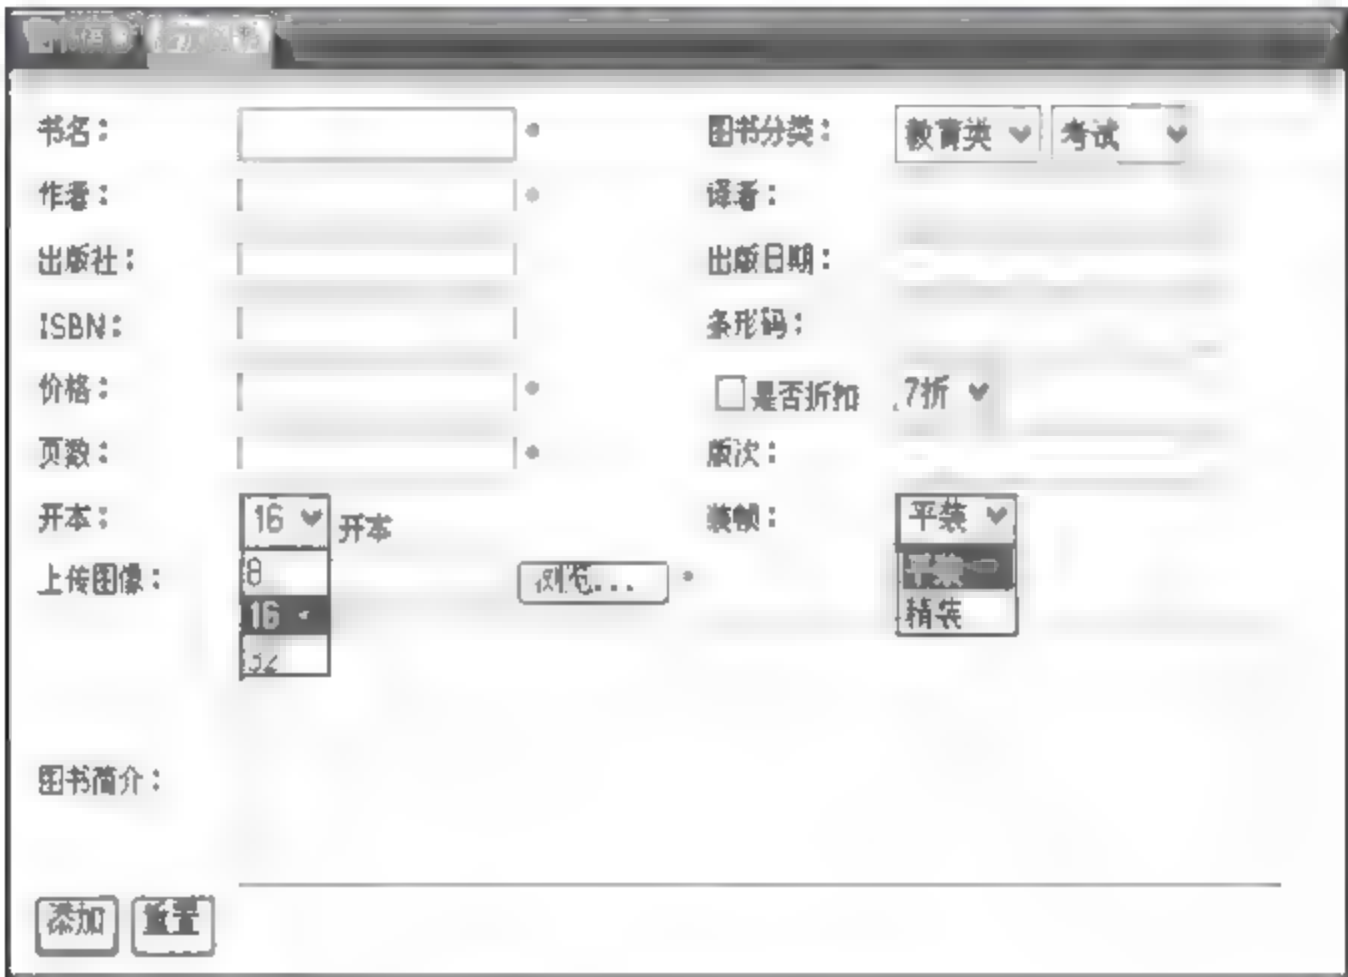 书名： 图书分类： 教育类 考试
作者： 译者：
出版社： 出版日期：
ISBN： 条形码：
价格： 是否折扣 7折
页数： 版次：
开本： 16 开本 装帧： 平装
8 平装
上传图像： 浏览...
16 精装
32
图书简介：
添加 重置